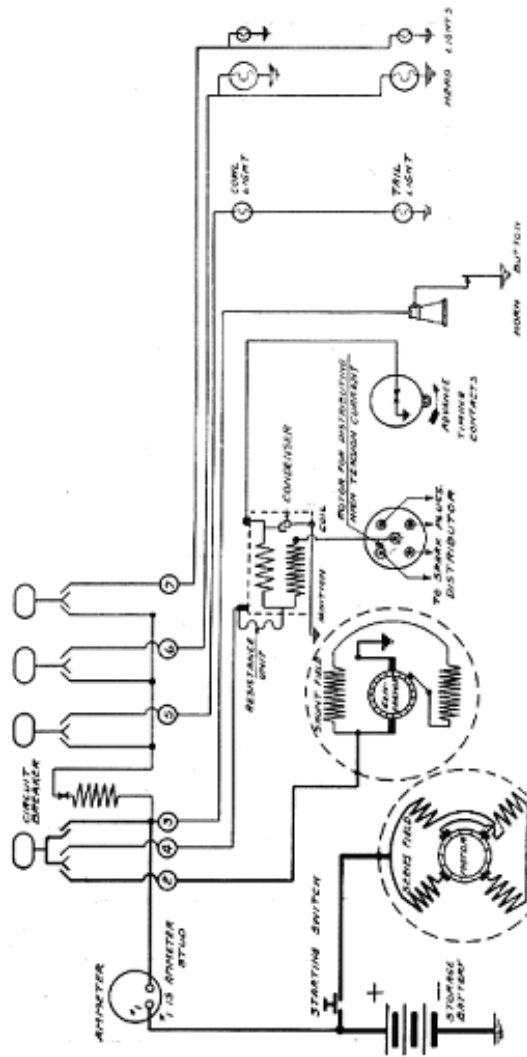 AMMETER
#1
#1 IS AMMETER
STUD
CIRCUIT
BREAKER
2
4
3
5
6
7
STARTING SWITCH
+
−
STORAGE
BATTERY
SERIES FIELD
MOTOR
SHUNT FIELD
RESISTANCE
UNIT
IGNITION
COIL
CONDENSER
ROTOR FOR DISTRIBUTING
HIGH TENSION CURRENT
TO SPARK PLUGS
DISTRIBUTOR
ADVANCE
TIMING
CONTACTS
HORN
BUTTON
COWL
LIGHT
TAIL
LIGHT
HEAD
LIGHTS